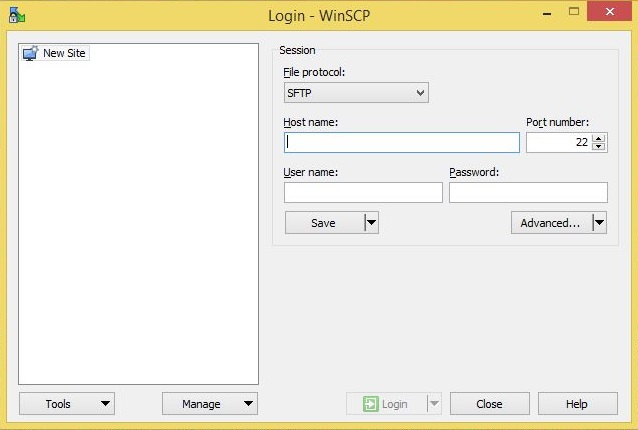 Login - WinSCP
New Site
Session
File protocol:
SFTP
Host name:
Port number:
22
User name:
Password:
Save
Advanced...
Tools
Manage
Login
Close
Help